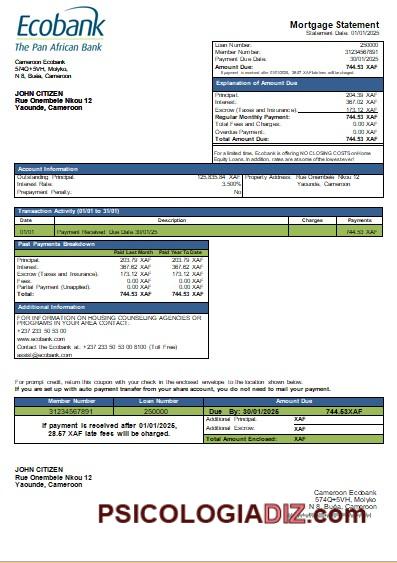 Ecobank
The Pan African Bank
Mortgage Statement
Statement Date: 01/01/2025
Cameroon Ecobank
574Q+5VH, Molyko,
N 8, Buéa, Cameroon
Loan Number: 250000
Member Number: 31234567891
Payment Due Date: 30/01/2025
Amount Due: 744.53 XAF
If payment is received after 01/01/2025, 28.57 XAF late fees will be charged.
JOHN CITIZEN
Rue Onembele Nkou 12
Yaounde, Cameroon
Explanation of Amount Due
Principal: 204.39 XAF
Interest: 367.02 XAF
Escrow (Taxes and Insurance): 173.12 XAF
Regular Monthly Payment: 744.53 XAF
Total Fees and Charges: 0.00 XAF
Overdue Payment: 0.00 XAF
Total Amount Due: 744.53 XAF
For a limited time, Ecobank is offering NO CLOSING COSTS on Home
Equity Loans. In addition, rates are at some of the lowest ever!
Account Information
Outstanding Principal: 125,835.84 XAF Property Address: Rue Onembele Nkou 12
Interest Rate: 3.500% Yaounde, Cameroon
Prepayment Penalty: No
Transaction Activity (01/01 to 31/01)
Date Description Charges Payments
01/01 Payment Received Due Date 30/01/25 744.53 XAF
Past Payments Breakdown
Paid Last Month Paid Year To Date
Principal: 203.79 XAF 203.79 XAF
Interest: 367.62 XAF 367.62 XAF
Escrow (Taxes and Insurance): 173.12 XAF 173.12 XAF
Fees: 0.00 XAF 0.00 XAF
Partial Payment (Unapplied): 0.00 XAF 0.00 XAF
Total: 744.53 XAF 744.53 XAF
Additional Information
FOR INFORMATION ON HOUSING COUNSELING AGENCIES OR
PROGRAMS IN YOUR AREA CONTACT:
+237 233 50 53 00
www.ecobank.com
Contact the Ecobank at: +237 233 50 53 00 8100 (Toll Free)
assist@ecobank.com
For prompt credit, return this coupon with your check in the enclosed envelope to the location shown below.
If you are set up with auto payment transfer from your share account, you do not need to mail your payment.
Member Number Loan Number Amount Due
31234567891 250000 Due By: 30/01/2025 744.53XAF
If payment is received after 01/01/2025,
28.57 XAF late fees will be charged.
Additional Principal: XAF
Additional Escrow: XAF
Total Amount Enclosed: XAF
JOHN CITIZEN
Rue Onembele Nkou 12
Yaounde, Cameroon
Cameroon Ecobank
574Q+5VH, Molyko
N 8, Buéa, Cameroon
PSICOLOGIADIZ.com